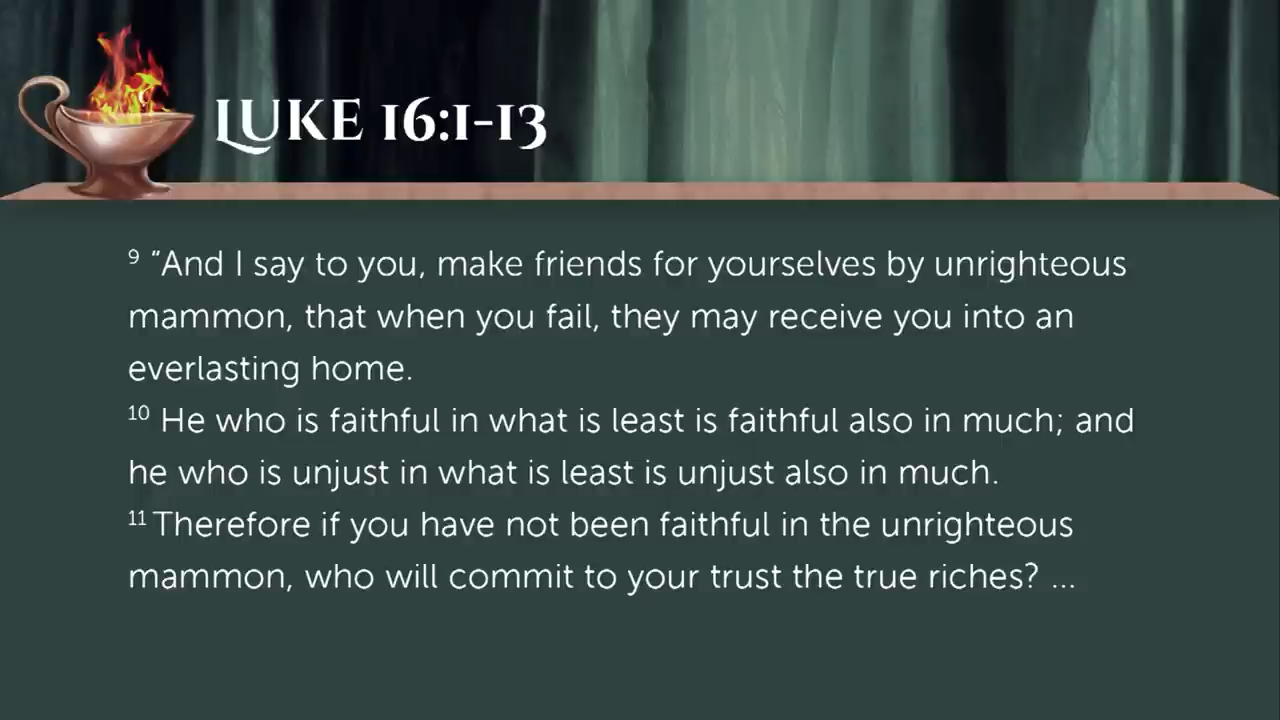 LUKE 16:1-13
⁹ “And I say to you, make friends for yourselves by unrighteous
mammon, that when you fail, they may receive you into an
everlasting home.
¹⁰ He who is faithful in what is least is faithful also in much; and
he who is unjust in what is least is unjust also in much.
¹¹ Therefore if you have not been faithful in the unrighteous
mammon, who will commit to your trust the true riches? ...